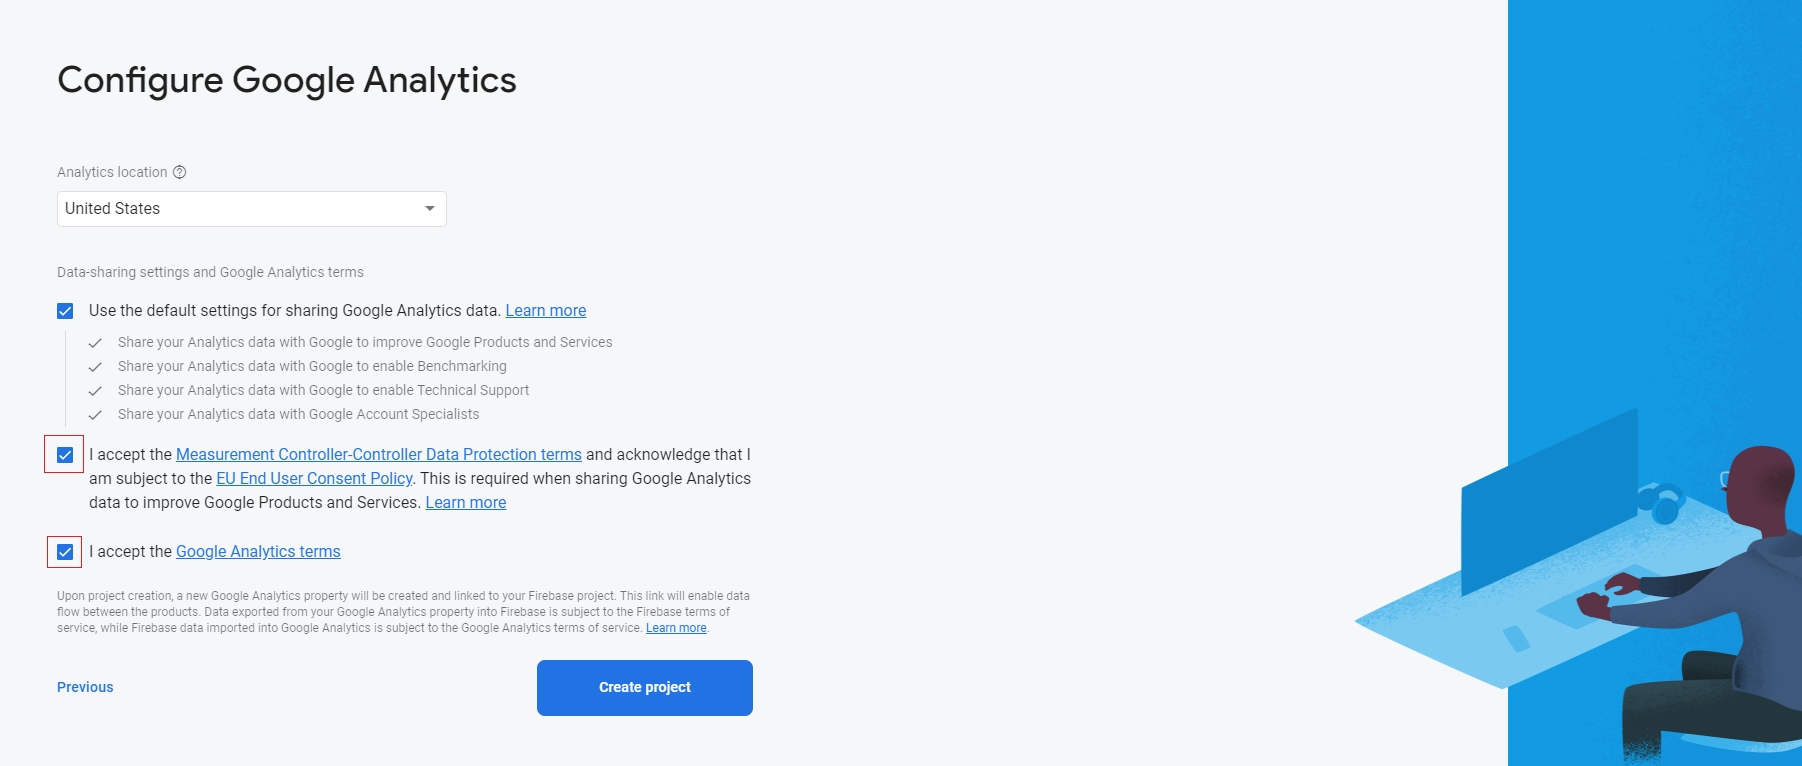 Configure Google Analytics
Analytics location
United States
Data-sharing settings and Google Analytics terms
Use the default settings for sharing Google Analytics data. Learn more
Share your Analytics data with Google to improve Google Products and Services
Share your Analytics data with Google to enable Benchmarking
Share your Analytics data with Google to enable Technical Support
Share your Analytics data with Google Account Specialists
I accept the Measurement Controller-Controller Data Protection terms and acknowledge that I
am subject to the EU End User Consent Policy. This is required when sharing Google Analytics
data to improve Google Products and Services. Learn more
I accept the Google Analytics terms
Upon project creation, a new Google Analytics property will be created and linked to your Firebase project. This link will enable data
flow between the products. Data exported from your Google Analytics property into Firebase is subject to the Firebase terms of
service, while Firebase data imported into Google Analytics is subject to the Google Analytics terms of service. Learn more.
Previous
Create project